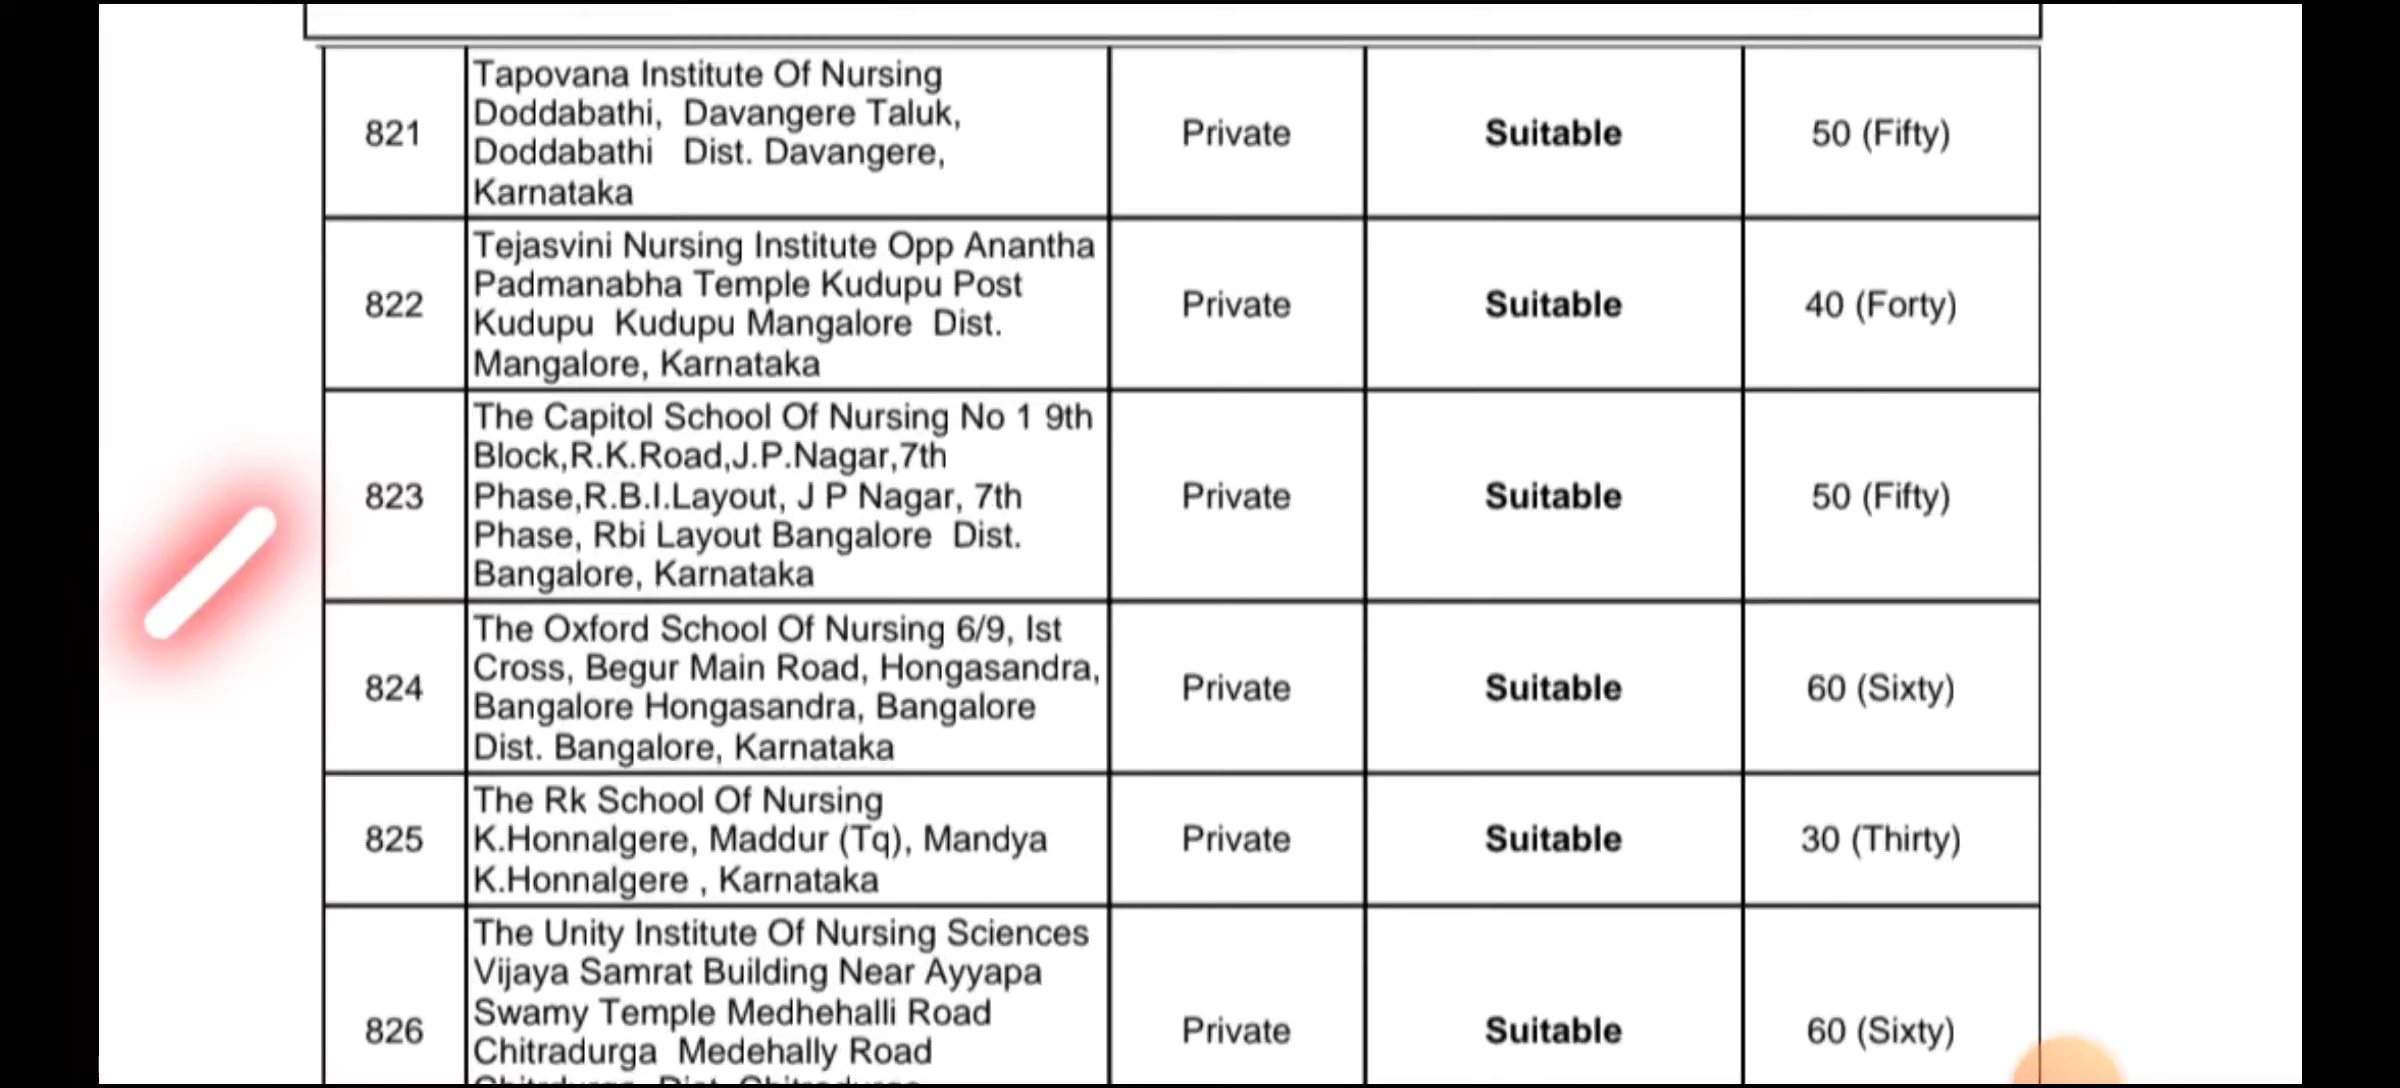 821
Tapovana Institute Of Nursing
Doddabathi, Davangere Taluk,
Doddabathi Dist. Davangere,
Karnataka
Private
Suitable
50 (Fifty)
822
Tejasvini Nursing Institute Opp Anantha
Padmanabha Temple Kudupu Post
Kudupu Kudupu Mangalore Dist.
Mangalore, Karnataka
Private
Suitable
40 (Forty)
823
The Capitol School Of Nursing No 1 9th
Block,R.K.Road,J.P.Nagar,7th
Phase,R.B.I.Layout, J P Nagar, 7th
Phase, Rbi Layout Bangalore Dist.
Bangalore, Karnataka
Private
Suitable
50 (Fifty)
824
The Oxford School Of Nursing 6/9, Ist
Cross, Begur Main Road, Hongasandra,
Bangalore Hongasandra, Bangalore
Dist. Bangalore, Karnataka
Private
Suitable
60 (Sixty)
825
The Rk School Of Nursing
K.Honnalgere, Maddur (Tq), Mandya
K.Honnalgere , Karnataka
Private
Suitable
30 (Thirty)
826
The Unity Institute Of Nursing Sciences
Vijaya Samrat Building Near Ayyapa
Swamy Temple Medhehalli Road
Chitradurga Medehally Road
Private
Suitable
60 (Sixty)